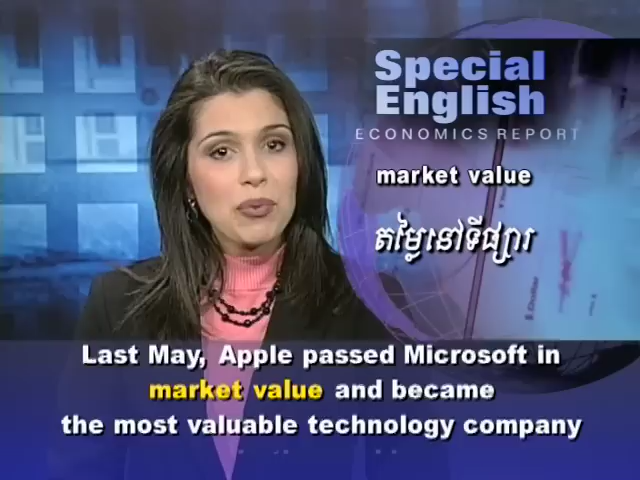 Special
English
ECONOMICS REPORT
market value
តម្លៃនៅទីផ្សារ
Last May, Apple passed Microsoft in
market value and became
the most valuable technology company